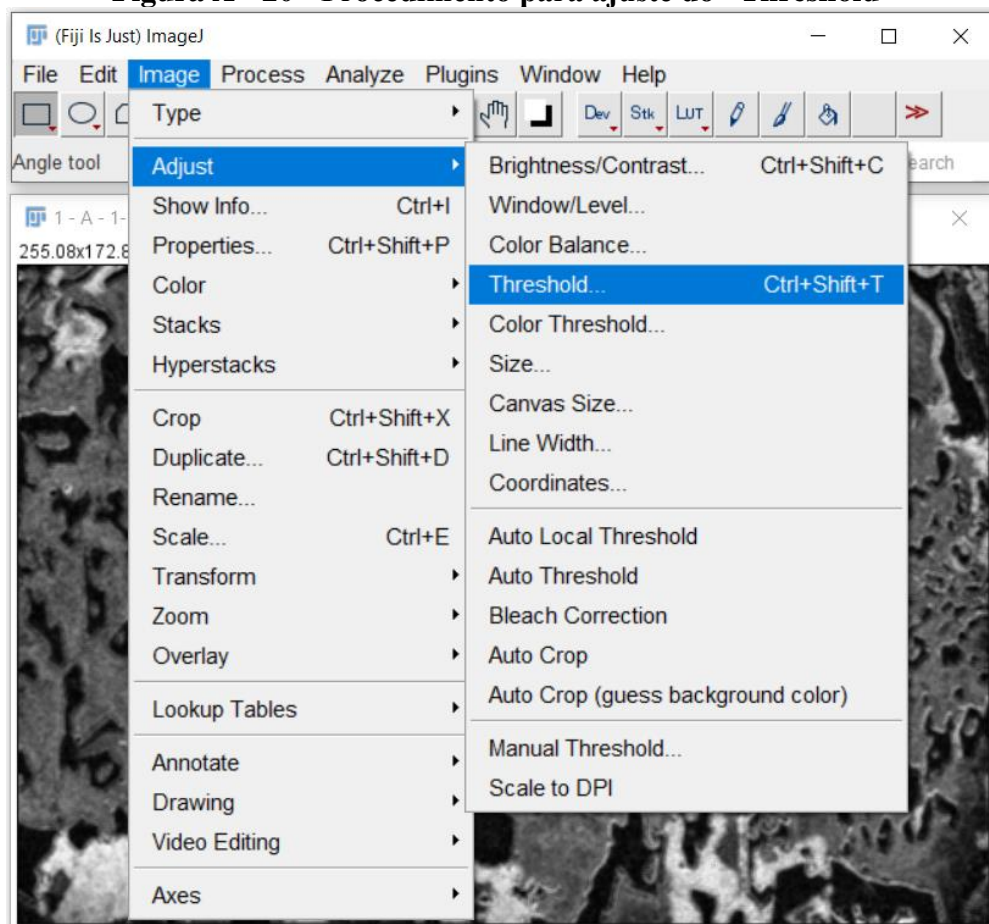 (Fiji Is Just) ImageJ
File Edit Image Process Analyze Plugins Window Help
Dev Stk LUT
Angle tool
1 - A - 1-
255.08x172.8
Type
Adjust
Show Info... Ctrl+I
Properties... Ctrl+Shift+P
Color
Stacks
Hyperstacks
Crop Ctrl+Shift+X
Duplicate... Ctrl+Shift+D
Rename...
Scale... Ctrl+E
Transform
Zoom
Overlay
Lookup Tables
Annotate
Drawing
Video Editing
Axes
Brightness/Contrast... Ctrl+Shift+C
Window/Level...
Color Balance...
Threshold... Ctrl+Shift+T
Color Threshold...
Size...
Canvas Size...
Line Width...
Coordinates...
Auto Local Threshold
Auto Threshold
Bleach Correction
Auto Crop
Auto Crop (guess background color)
Manual Threshold...
Scale to DPI